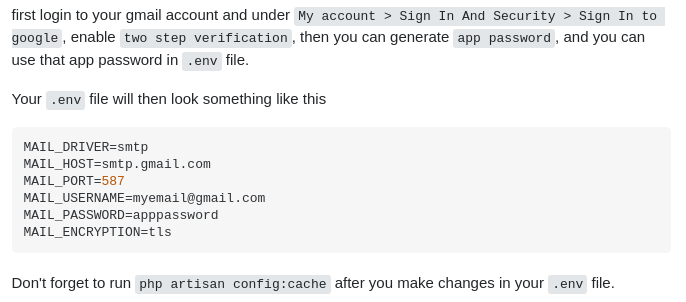 first login to your gmail account and under My account > Sign In And Security > Sign In to
google, enable two step verification, then you can generate app password, and you can
use that app password in .env file.
Your .env file will then look something like this
MAIL_DRIVER=smtp
MAIL_HOST=smtp.gmail.com
MAIL_PORT=587
MAIL_USERNAME=myemail@gmail.com
MAIL_PASSWORD=apppassword
MAIL_ENCRYPTION=tls
Don't forget to run php artisan config:cache after you make changes in your .env file.